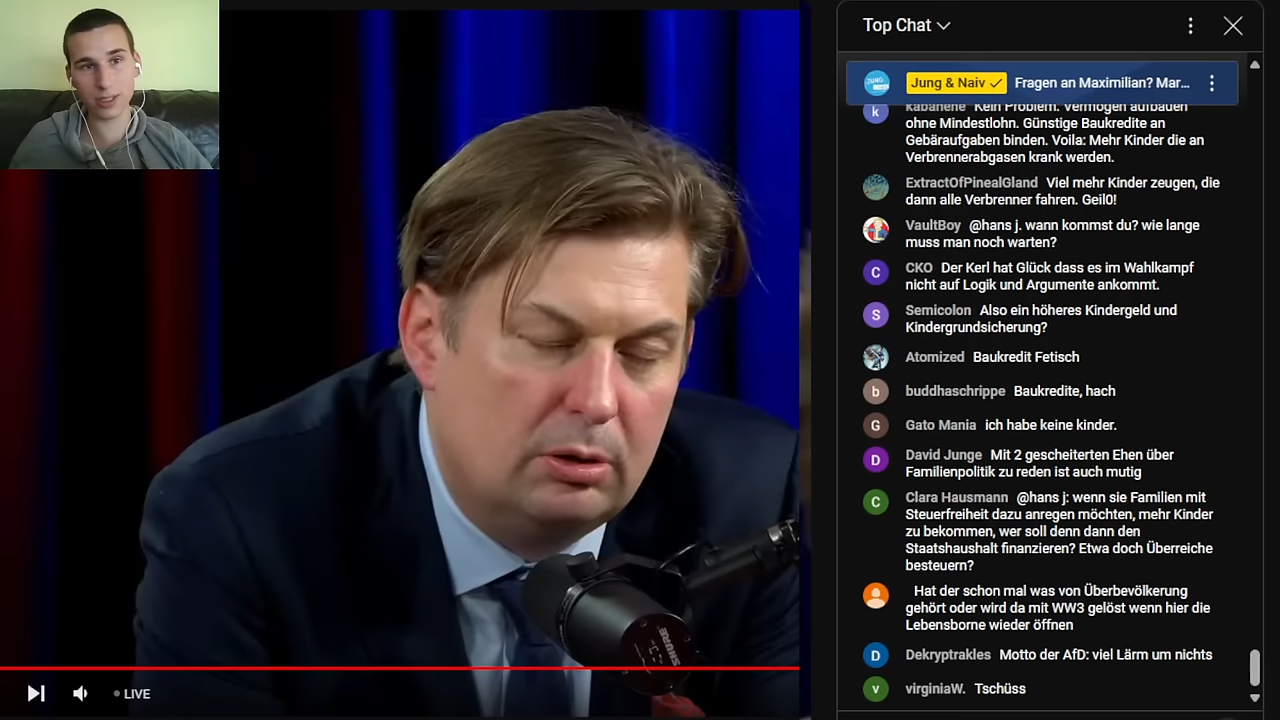 Top Chat
Jung & Naiv Fragen an Maximilian? Mar...
kabanene Kein Problem. Vermögen aufbauen
ohne Mindestlohn. Günstige Baukredite an
Gebäraufgaben binden. Voila: Mehr Kinder die an
Verbrennerabgasen krank werden.
ExtractOfPinealGland Viel mehr Kinder zeugen, die
dann alle Verbrenner fahren. Geil0!
VaultBoy @hans j. wann kommst du? wie lange
muss man noch warten?
CKO Der Kerl hat Glück dass es im Wahlkampf
nicht auf Logik und Argumente ankommt.
Semicolon Also ein höheres Kindergeld und
Kindergrundsicherung?
Atomized Baukredit Fetisch
buddhaschrippe Baukredite, hach
Gato Mania ich habe keine kinder.
David Junge Mit 2 gescheiterten Ehen über
Familienpolitik zu reden ist auch mutig
Clara Hausmann @hans j: wenn sie Familien mit
Steuerfreiheit dazu anregen möchten, mehr Kinder
zu bekommen, wer soll denn dann den
Staatshaushalt finanzieren? Etwa doch Überreiche
besteuern?
Hat der schon mal was von Überbevölkerung
gehört oder wird da mit WW3 gelöst wenn hier die
Lebensborne wieder öffnen
Dekryptrakles Motto der AfD: viel Lärm um nichts
virginiaW. Tschüss
SHURE
LIVE